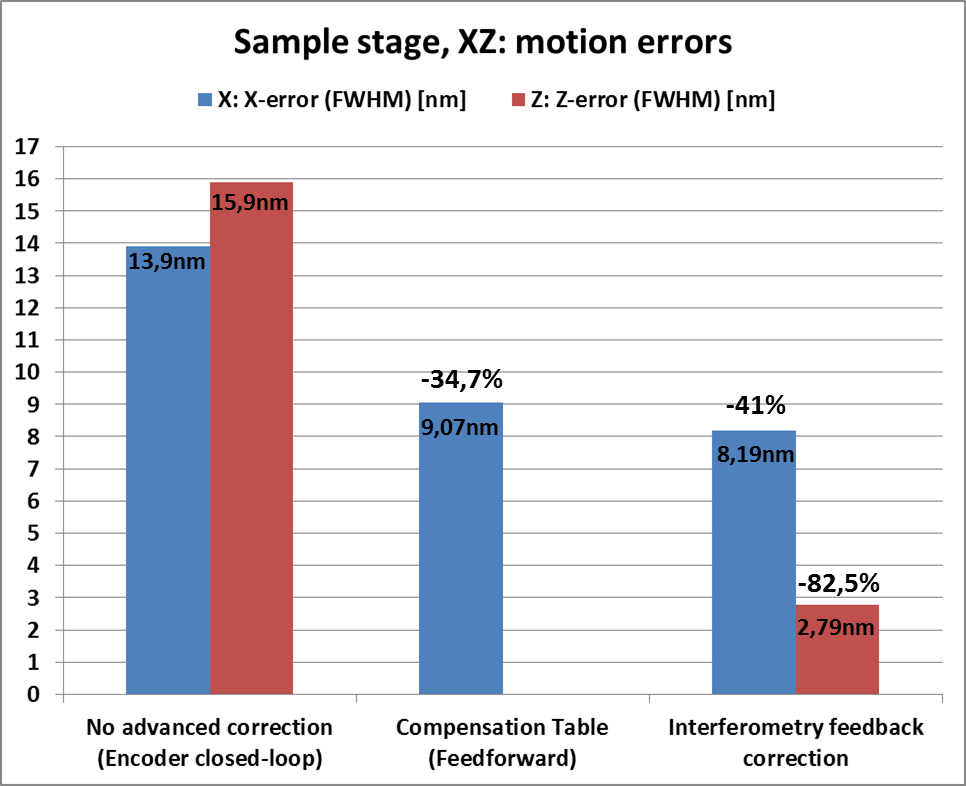 Sample stage, XZ: motion errors
X: X-error (FWHM) [nm] Z: Z-error (FWHM) [nm]
17
16
15
14
13
12
11
10
9
8
7
6
5
4
3
2
1
0
13,9nm
15,9nm
-34,7%
9,07nm
-41%
8,19nm
-82,5%
2,79nm
No advanced correction
(Encoder closed-loop)
Compensation Table
(Feedforward)
Interferometry feedback
correction